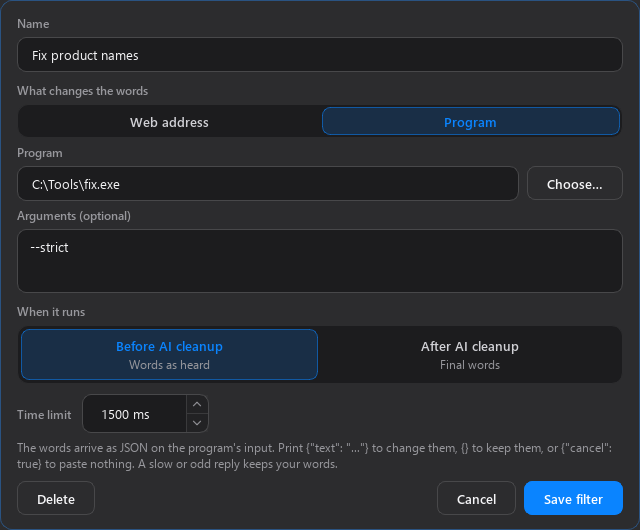 Name
Fix product names
What changes the words
Web address
Program
Program
C:\Tools\fix.exe
Choose...
Arguments (optional)
--strict
When it runs
Before AI cleanup
Words as heard
After AI cleanup
Final words
Time limit
1500 ms
The words arrive as JSON on the program's input. Print {"text": "..."} to change them, {} to keep them, or {"cancel":
true} to paste nothing. A slow or odd reply keeps your words.
Delete
Cancel
Save filter